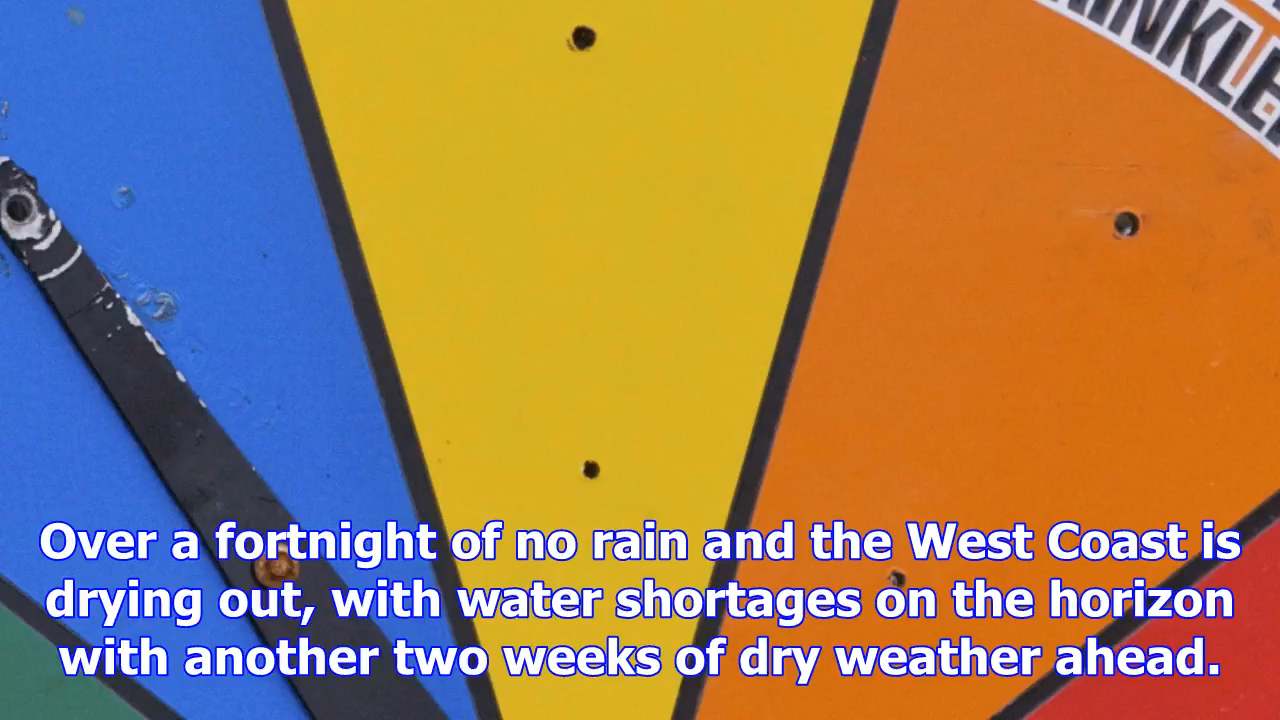 Over a fortnight of no rain and the West Coast is
drying out, with water shortages on the horizon
with another two weeks of dry weather ahead.